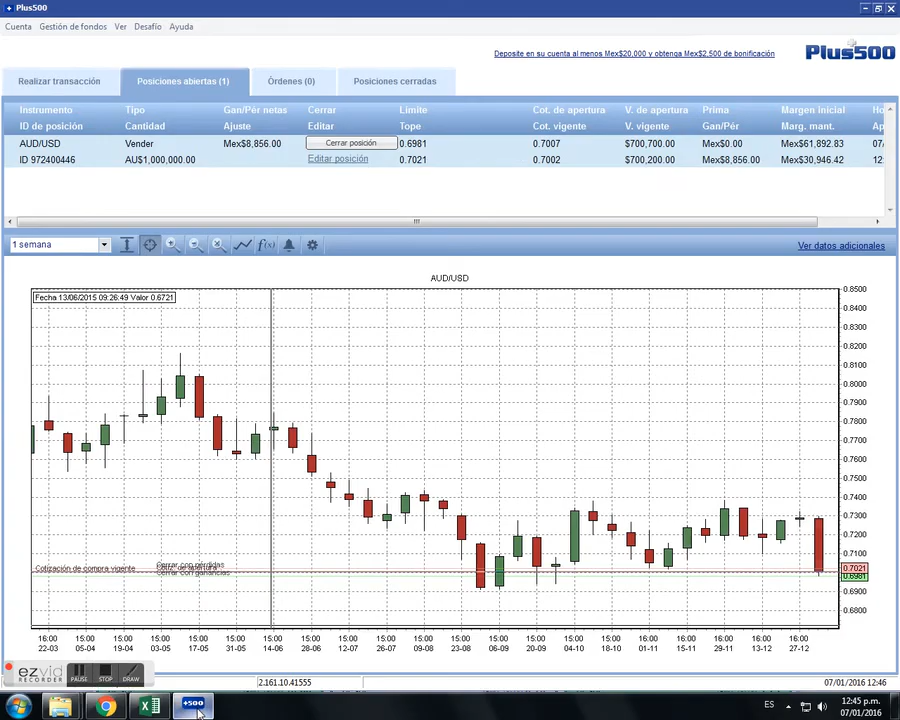 Plus500
Cuenta Gestión de fondos Ver Desafío Ayuda
Deposite en su cuenta al menos Mex$20,000 y obtenga Mex$2,500 de bonificación
Plus500
Realizar transacción Posiciones abiertas (1) Órdenes (0) Posiciones cerradas
Instrumento Tipo Gan/Pér netas Cerrar Límite Cot. de apertura V. de apertura Prima Margen inicial Ho
ID de posición Cantidad Ajuste Editar Tope Cot. vigente V. vigente Gan/Pér Marg. mant. Ap
AUD/USD Vender Mex$8,856.00 Cerrar posición 0.6981 0.7007 $700,700.00 Mex$0.00 Mex$61,892.83 07/
ID 972400446 AU$1,000,000.00 Editar posición 0.7021 0.7002 $700,200.00 Mex$8,856.00 Mex$30,946.42 12:
1 semana f(x) Ver datos adicionales
AUD/USD
Fecha 13/06/2015 09:26:49 Valor 0.6721
0.8500
0.8400
0.8300
0.8200
0.8100
0.8000
0.7900
0.7800
0.7700
0.7600
0.7500
0.7400
0.7300
0.7200
0.7100
Cotización de compra vigente
Cerrar con pérdidas
Cotiz. de apertura
Cerrar con ganancias
0.7021
0.6981
0.6900
0.6800
16:00 15:00 15:00 15:00 15:00 15:00 15:00 15:00 15:00 15:00 15:00 15:00 15:00 15:00 15:00 15:00 16:00 16:00 16:00 16:00 16:00
22-03 05-04 19-04 03-05 17-05 31-05 14-06 28-06 12-07 26-07 09-08 23-08 06-09 20-09 04-10 18-10 01-11 15-11 29-11 13-12 27-12
ezvid
RECORDER
PAUSE STOP DRAW
2.161.10.41555 07/01/2016 12:46
+500
ES
12:45 p.m.
07/01/2016